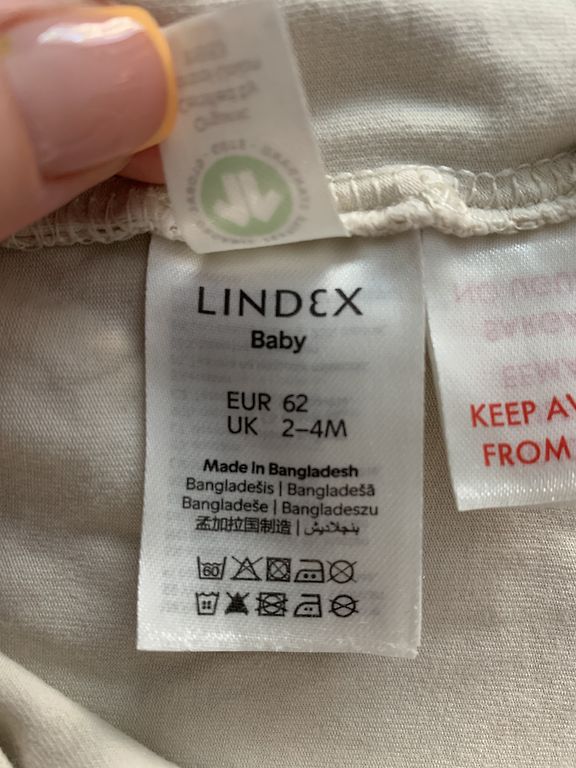 LINDEX
Baby
EUR 62
UK 2–4M
Made in Bangladesh
Bangladešis | Bangladešā
Bangladeše | Bangladeszu
孟加拉国制造 | بنجلاديش
60
KEEP
FROM